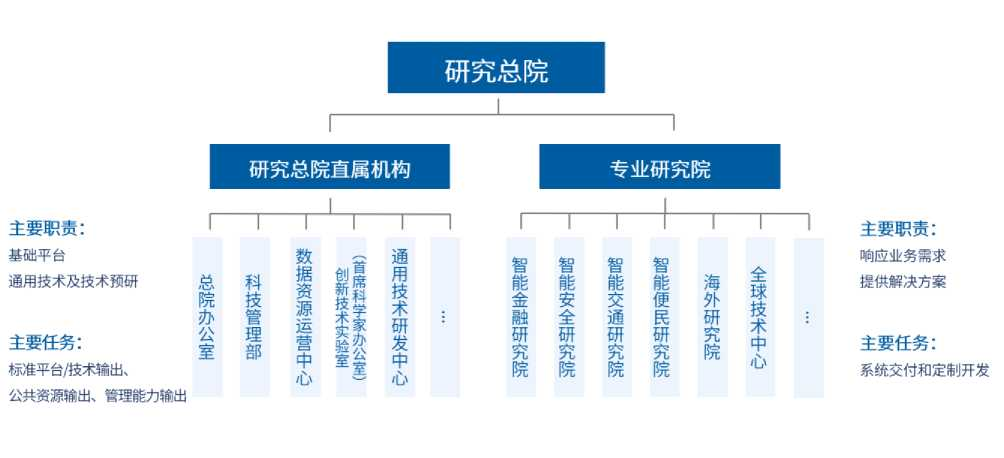 研究总院
研究总院直属机构
专业研究院
主要职责：
基础平台
通用技术及技术预研
主要任务：
标准平台/技术输出、
公共资源输出、管理能力输出
总院办公室
科技管理部
数据资源运营中心
（首席科学家办公室）
创新技术实验室
通用技术研发中心
…
智能金融研究院
智能安全研究院
智能交通研究院
智能便民研究院
海外研究院
全球技术中心
…
主要职责：
响应业务需求
提供解决方案
主要任务：
系统交付和定制开发